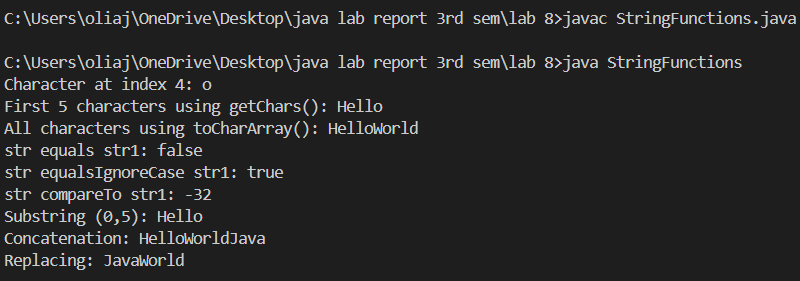 C:\Users\oliaj\OneDrive\Desktop\java lab report 3rd sem\lab 8>javac StringFunctions.java
C:\Users\oliaj\OneDrive\Desktop\java lab report 3rd sem\lab 8>java StringFunctions
Character at index 4: o
First 5 characters using getChars(): Hello
All characters using toCharArray(): HelloWorld
str equals str1: false
str equalsIgnoreCase str1: true
str compareTo str1: -32
Substring (0,5): Hello
Concatenation: HelloWorldJava
Replacing: JavaWorld